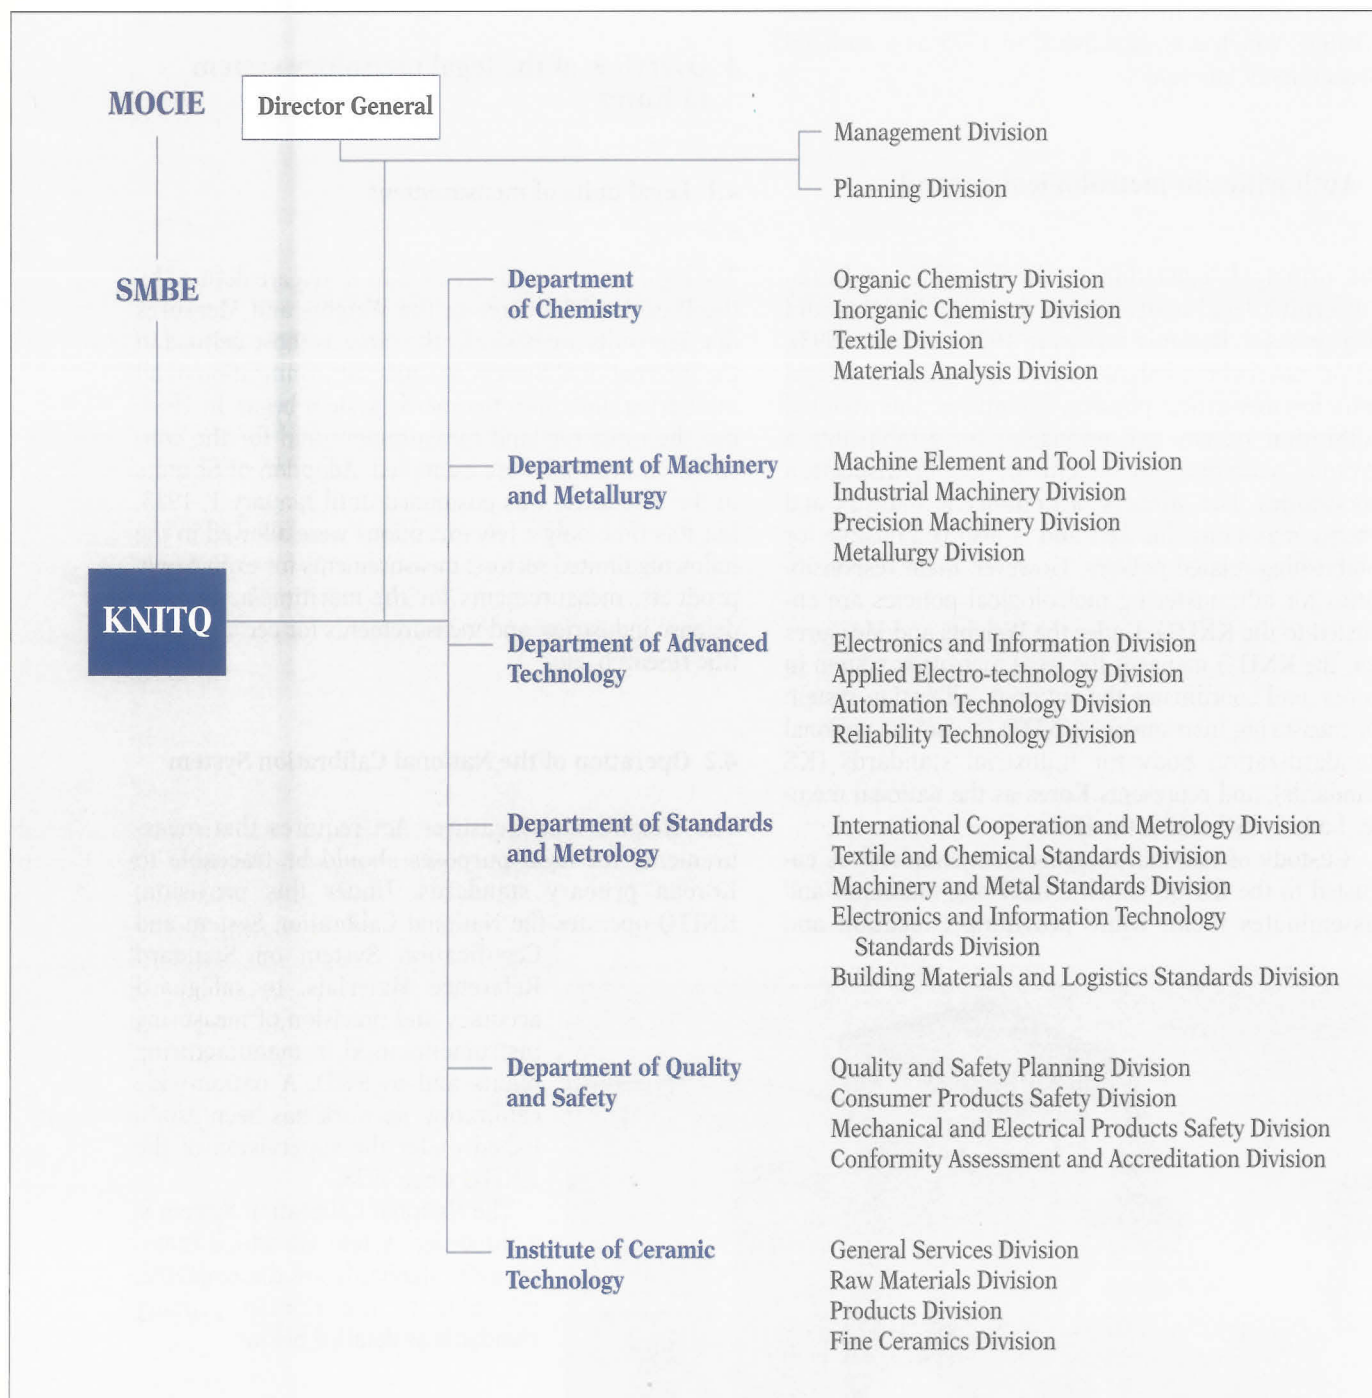 MOCIE
Director General
Management Division
Planning Division
SMBE
Department
of Chemistry
Organic Chemistry Division
Inorganic Chemistry Division
Textile Division
Materials Analysis Division
Department of Machinery
and Metallurgy
Machine Element and Tool Division
Industrial Machinery Division
Precision Machinery Division
Metallurgy Division
KNITQ
Department of Advanced
Technology
Electronics and Information Division
Applied Electro-technology Division
Automation Technology Division
Reliability Technology Division
Department of Standards
and Metrology
International Cooperation and Metrology Division
Textile and Chemical Standards Division
Machinery and Metal Standards Division
Electronics and Information Technology
Standards Division
Building Materials and Logistics Standards Division
Department of Quality
and Safety
Quality and Safety Planning Division
Consumer Products Safety Division
Mechanical and Electrical Products Safety Division
Conformity Assessment and Accreditation Division
Institute of Ceramic
Technology
General Services Division
Raw Materials Division
Products Division
Fine Ceramics Division